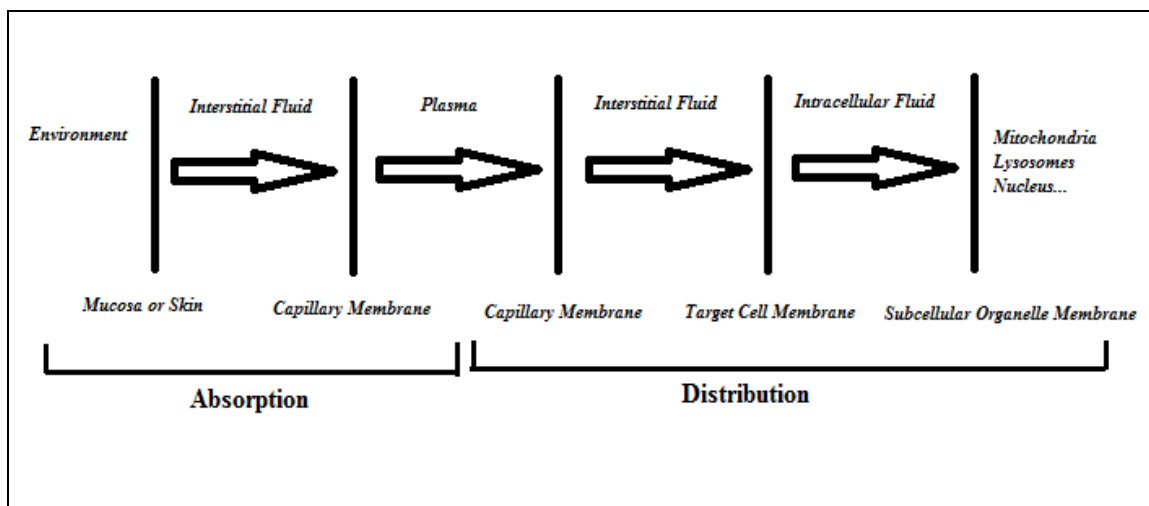 Environment
Interstitial Fluid
Plasma
Interstitial Fluid
Intracellular Fluid
Mitochondria
Lysosomes
Nucleus...
Mucosa or Skin
Capillary Membrane
Capillary Membrane
Target Cell Membrane
Subcellular Organelle Membrane
Absorption
Distribution